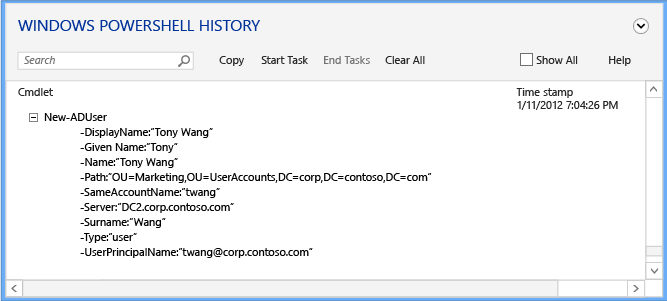 WINDOWS POWERSHELL HISTORY
Search Copy Start Task End Tasks Clear All Show All Help
Cmdlet Time stamp
1/11/2012 7:04:26 PM
New-ADUser
-DisplayName:"Tony Wang"
-Given Name:"Tony"
-Name:"Tony Wang"
-Path:"OU=Marketing,OU=UserAccounts,DC=corp,DC=contoso,DC=com"
-SameAccountName:"twang"
-Server:"DC2.corp.contoso.com"
-Surname:"Wang"
-Type:"user"
-UserPrincipalName:"twang@corp.contoso.com"